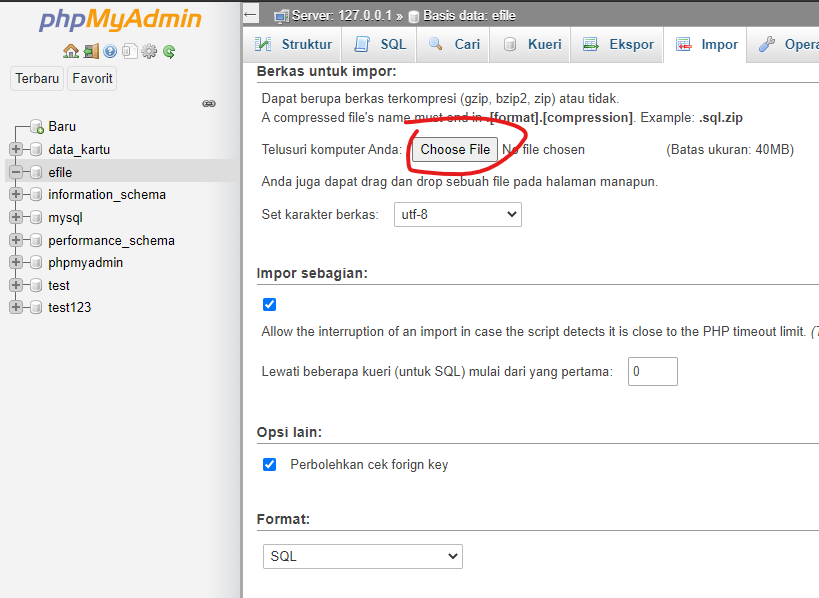 phpMyAdmin
Terbaru Favorit
Baru
data_kartu
efile
information_schema
mysql
performance_schema
phpmyadmin
test
test123
Server: 127.0.0.1 » Basis data: efile
Struktur SQL Cari Kueri Ekspor Impor Opera
Berkas untuk impor:
Dapat berupa berkas terkompresi (gzip, bzip2, zip) atau tidak.
A compressed file's name must end in .[format].[compression]. Example: .sql.zip
Telusuri komputer Anda: Choose File No file chosen (Batas ukuran: 40MB)
Anda juga dapat drag dan drop sebuah file pada halaman manapun.
Set karakter berkas: utf-8
Impor sebagian:
Allow the interruption of an import in case the script detects it is close to the PHP timeout limit.
Lewati beberapa kueri (untuk SQL) mulai dari yang pertama: 0
Opsi lain:
Perbolehkan cek forign key
Format:
SQL